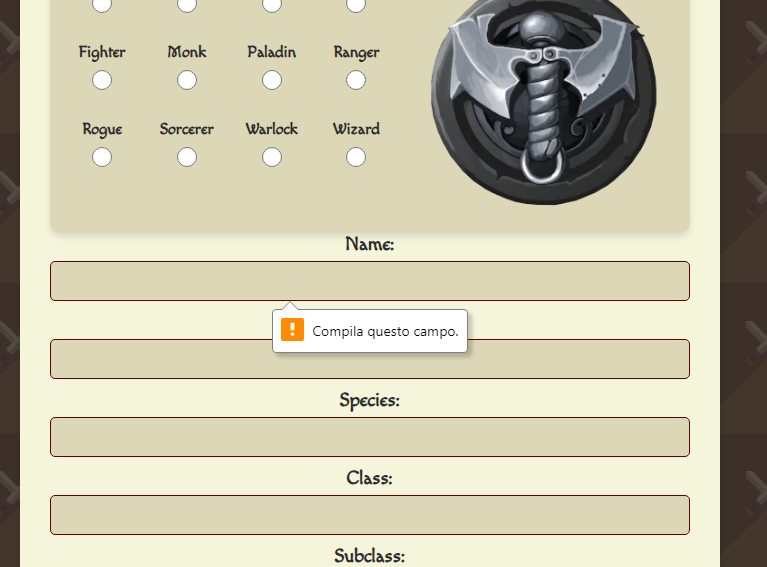 Fighter Monk Paladin Ranger
Rogue Sorcerer Warlock Wizard
Name:
Compila questo campo.
Species:
Class:
Subclass: